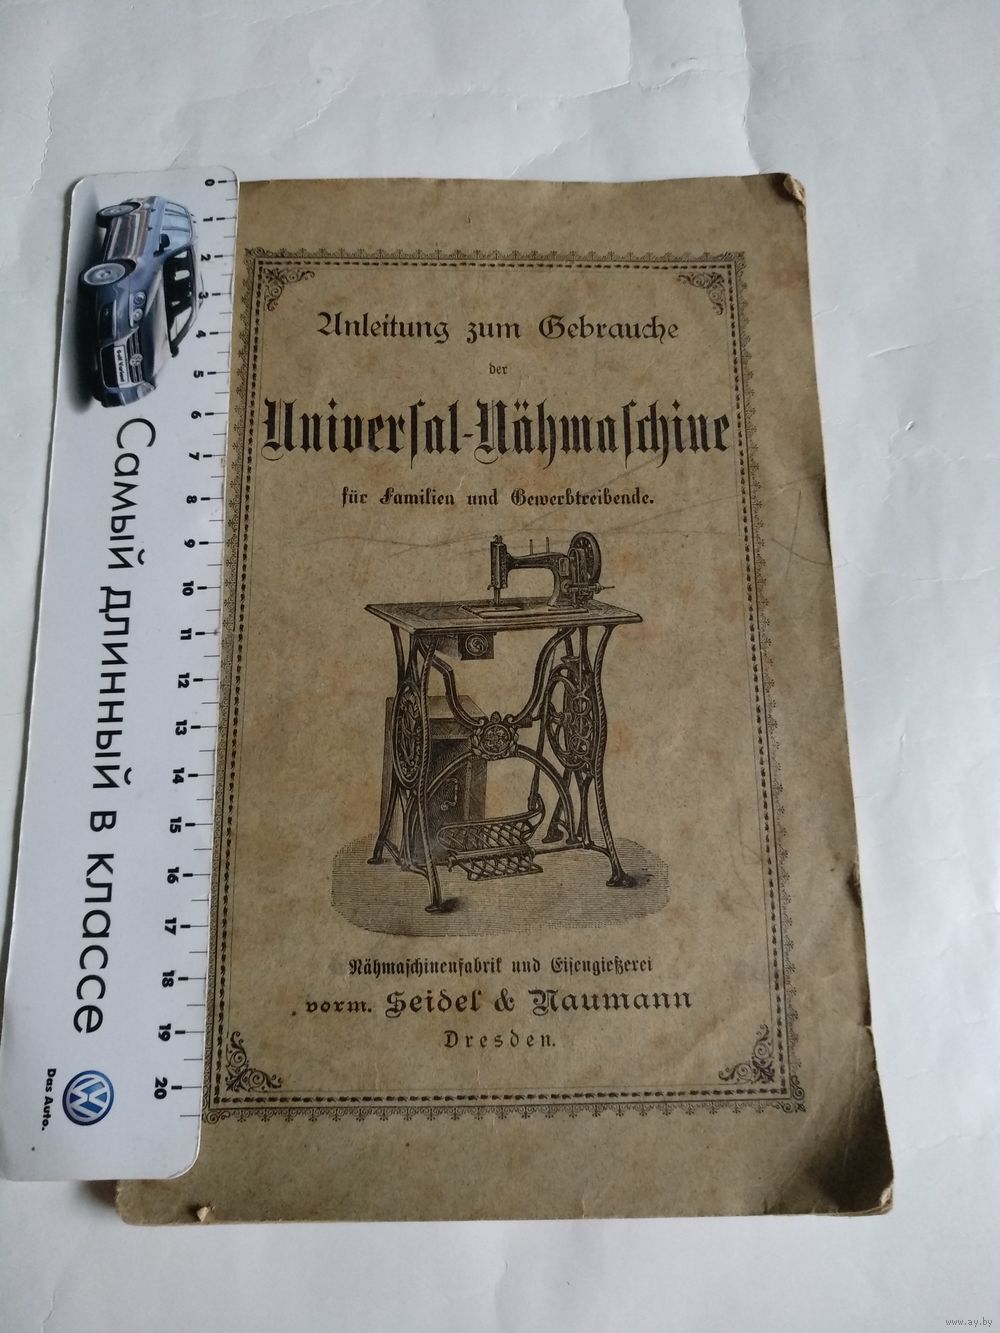 Anleitung zum Gebrauche
der
Universal-Nähmaschine
für Familien und Gewerbtreibende.
Nähmaschinenfabrik und Eisengießerei
vorm. Seidel & Naumann
Dresden.
0 1 2 3 4 5 6 7 8 9 10 11 12 13 14 15 16 17 18 19 20
Golf Variant
Самый длинный в классе
Das Auto.
www.ay.by